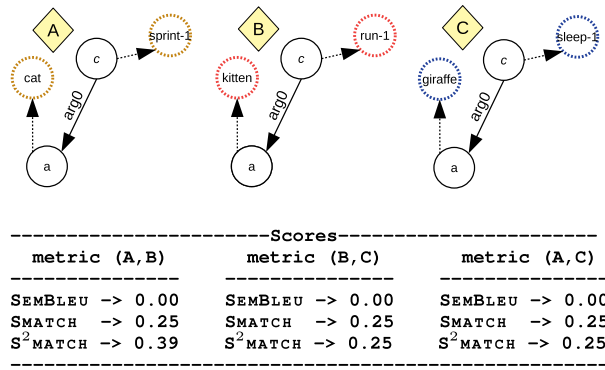 A
B
C
c
sprint-1
c
run-1
c
sleep-1
cat
kitten
giraffe
arg0
arg0
arg0
a
a
a
Scores
metric (A,B) metric (B,C) metric (A,C)
SEMBLEU -> 0.00 SEMBLEU -> 0.00 SEMBLEU -> 0.00
SMATCH -> 0.25 SMATCH -> 0.25 SMATCH -> 0.25
S²MATCH -> 0.39 S²MATCH -> 0.25 S²MATCH -> 0.25